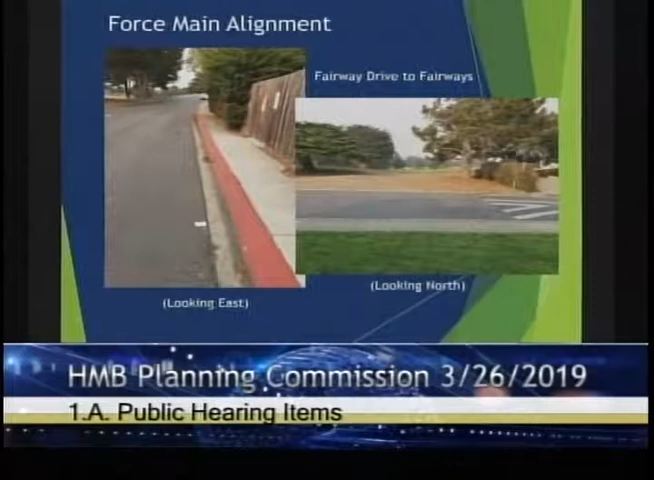 Force Main Alignment
Fairway Drive to Fairways
(Looking East)
(Looking North)
HMB Planning Commission 3/26/2019
1.A. Public Hearing Items